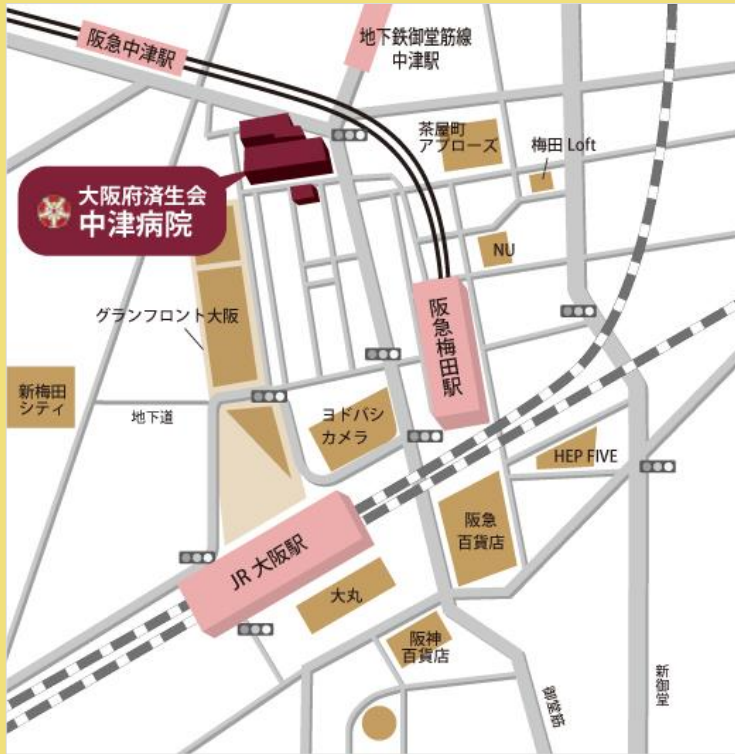 阪急中津駅
地下鉄御堂筋線
中津駅
茶屋町
アプローズ
梅田 Loft
大阪府済生会
中津病院
NU
グランフロント大阪
阪急梅田駅
新梅田
シティ
地下道
ヨドバシ
カメラ
HEP FIVE
阪急
百貨店
JR 大阪駅
大丸
阪神
百貨店
新御堂
御堂筋